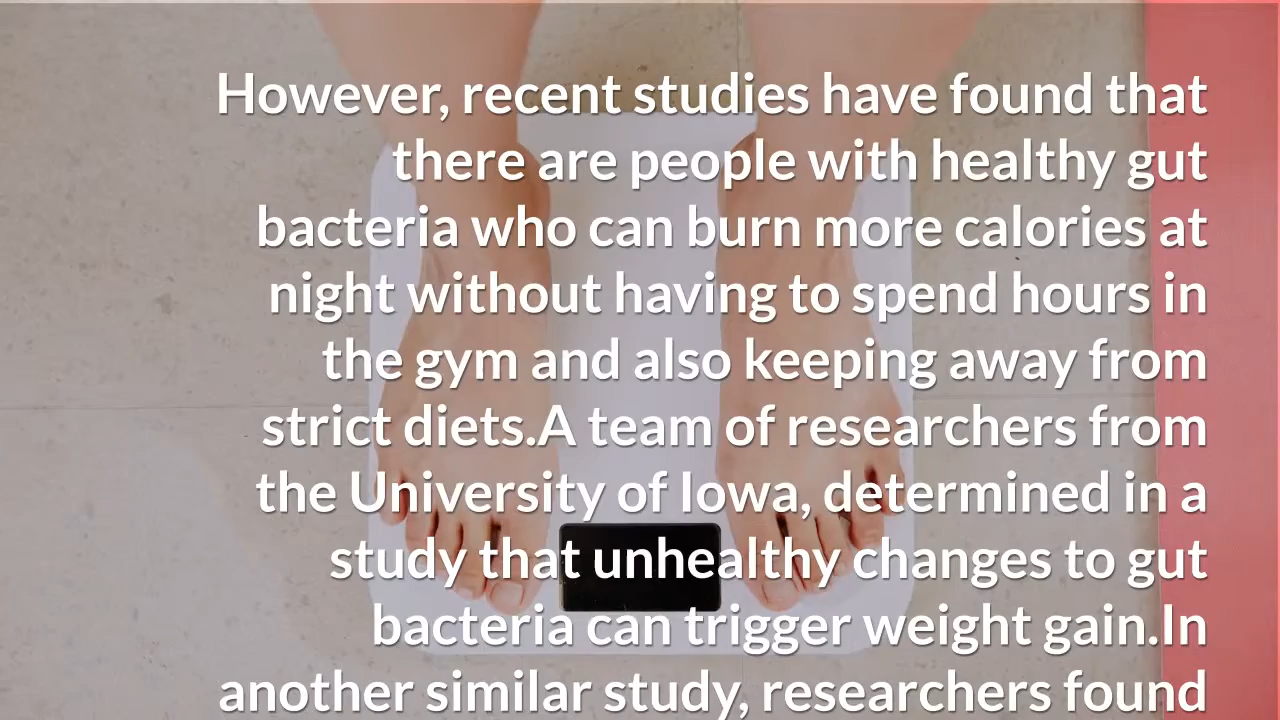 However, recent studies have found that
there are people with healthy gut
bacteria who can burn more calories at
night without having to spend hours in
the gym and also keeping away from
strict diets.A team of researchers from
the University of Iowa, determined in a
study that unhealthy changes to gut
bacteria can trigger weight gain.In
another similar study, researchers found